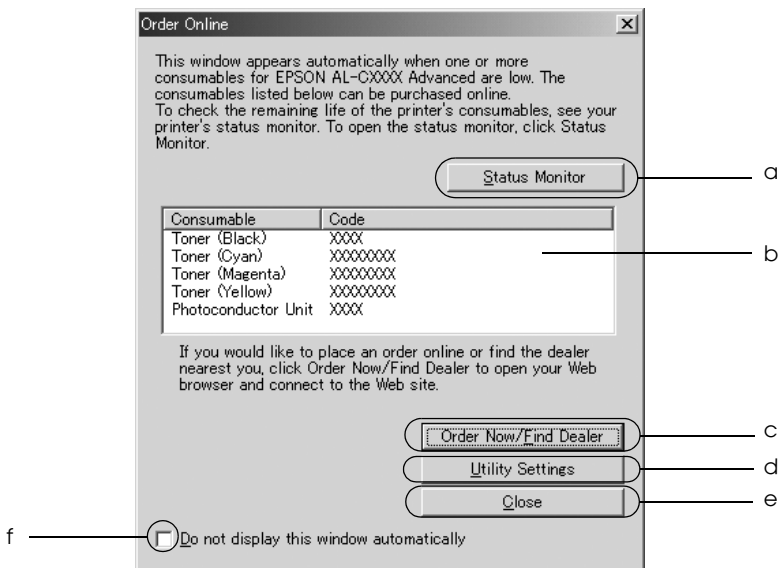 Order Online
This window appears automatically when one or more
consumables for EPSON AL-CXXXX Advanced are low. The
consumables listed below can be purchased online.
To check the remaining life of the printer's consumables, see your
printer's status monitor. To open the status monitor, click Status
Monitor.
Status Monitor
a
Consumable Code
Toner (Black) XXXX
Toner (Cyan) XXXXXXXX
Toner (Magenta) XXXXXXXX
Toner (Yellow) XXXXXXXX
Photoconductor Unit XXXX
b
If you would like to place an order online or find the dealer
nearest you, click Order Now/Find Dealer to open your Web
browser and connect to the Web site.
Order Now/Find Dealer
c
Utility Settings
d
Close
e
f
Do not display this window automatically